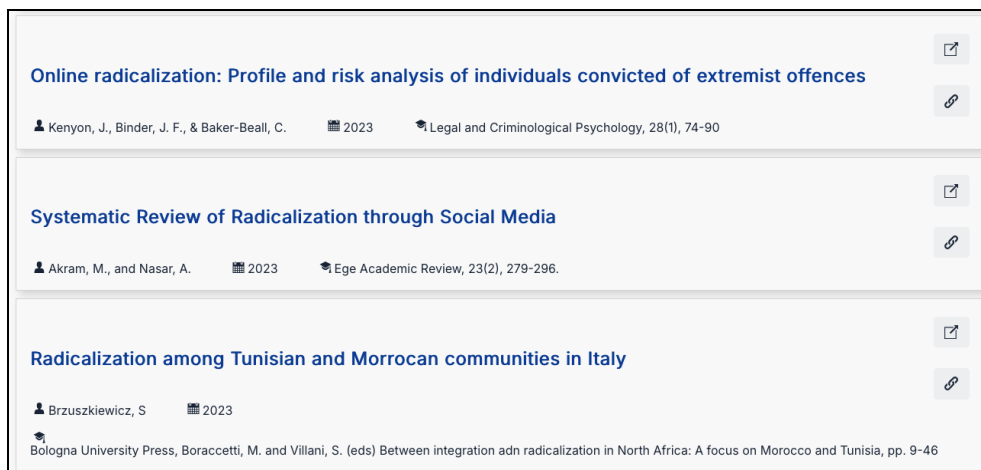 Online radicalization: Profile and risk analysis of individuals convicted of extremist offences
Kenyon, J., Binder, J. F., & Baker-Beall, C. 2023 Legal and Criminological Psychology, 28(1), 74-90
Systematic Review of Radicalization through Social Media
Akram, M., and Nasar, A. 2023 Ege Academic Review, 23(2), 279-296.
Radicalization among Tunisian and Morrocan communities in Italy
Brzuszkiewicz, S 2023
Bologna University Press, Boraccetti, M. and Villani, S. (eds) Between integration adn radicalization in North Africa: A focus on Morocco and Tunisia, pp. 9-46